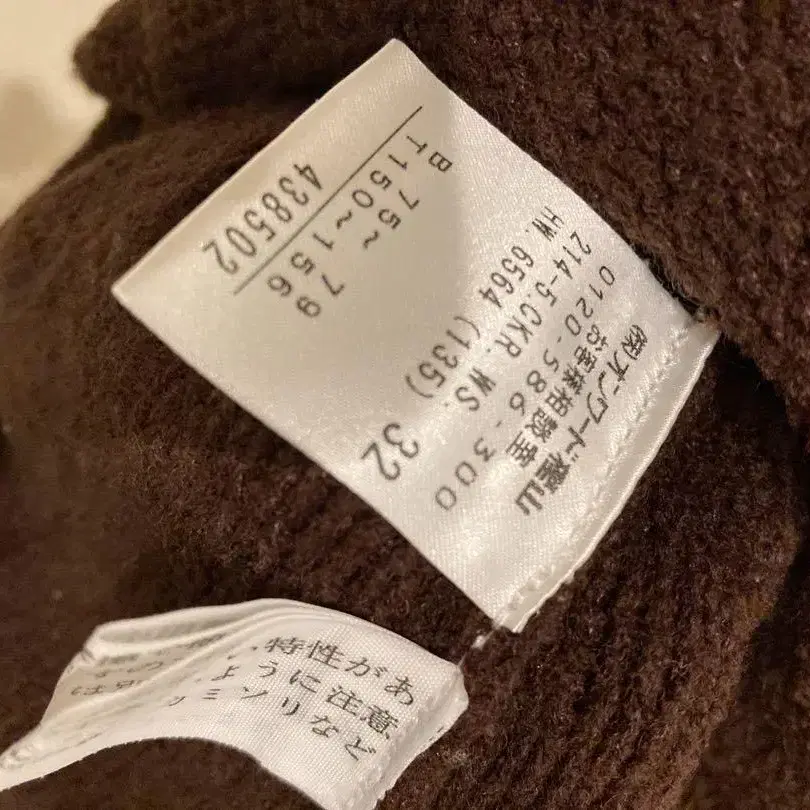 ㈱オンワード樫山
お客様相談室
0120-586-300
214-5.CKR.WS. 32
HW. 6564 (135)
B 75~ 79
T150~156
438502
特性があ
ように注意
ミソリなど